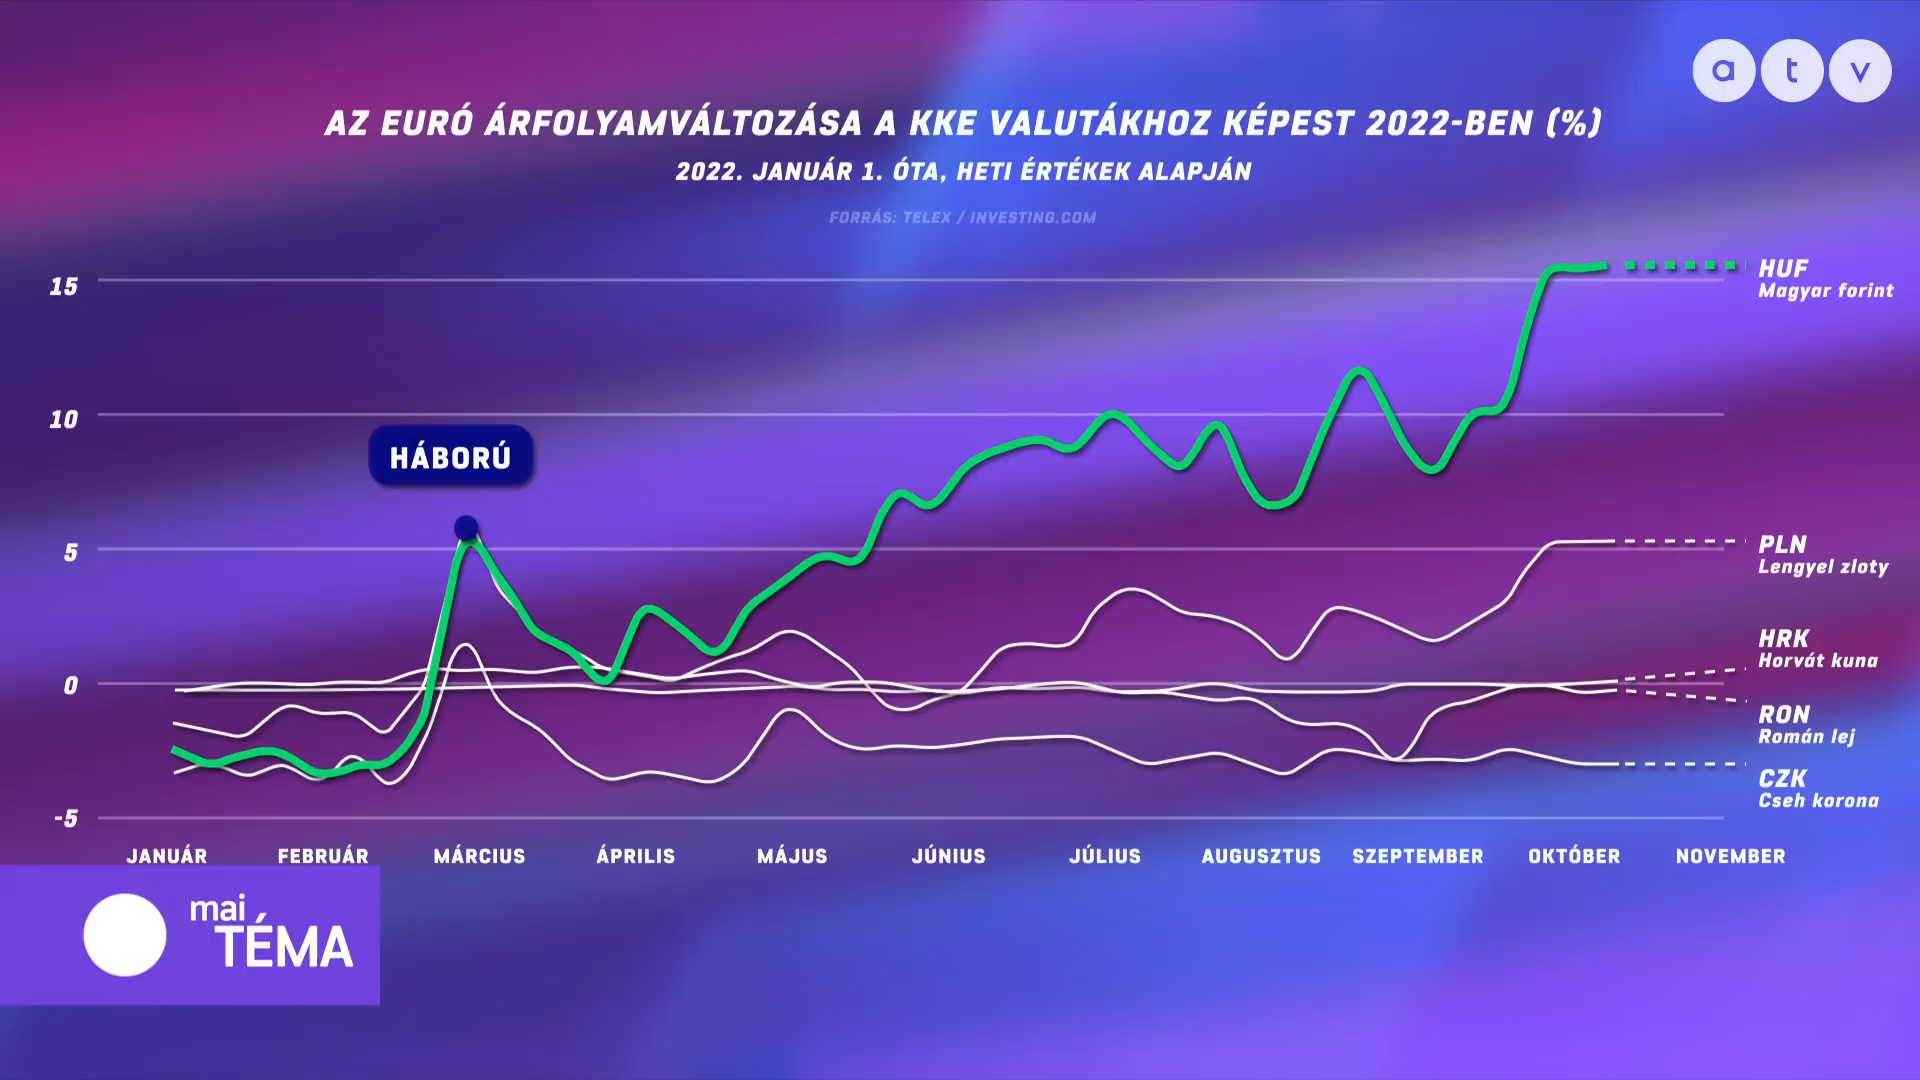 a t v
AZ EURÓ ÁRFOLYAMVÁLTOZÁSA A KKE VALUTÁKHOZ KÉPEST 2022-BEN (%)
2022. JANUÁR 1. ÓTA, HETI ÉRTÉKEK ALAPJÁN
FORRÁS: TELEX / INVESTING.COM
15
10
5
0
-5
HÁBORÚ
HUF
Magyar forint
PLN
Lengyel zloty
HRK
Horvát kuna
RON
Román lej
CZK
Cseh korona
JANUÁR FEBRUÁR MÁRCIUS ÁPRILIS MÁJUS JÚNIUS JÚLIUS AUGUSZTUS SZEPTEMBER OKTÓBER NOVEMBER
mai
TÉMA